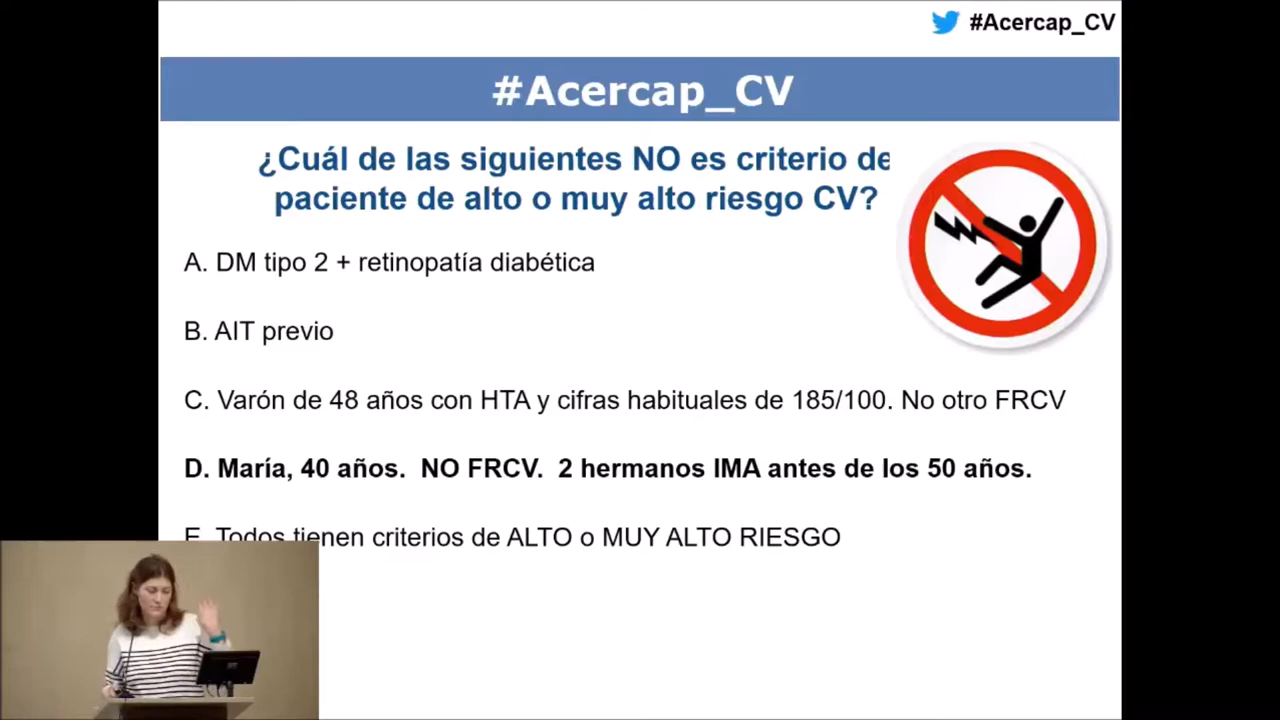 #Acercap_CV
#Acercap_CV
¿Cuál de las siguientes NO es criterio de
paciente de alto o muy alto riesgo CV?
A. DM tipo 2 + retinopatía diabética
B. AIT previo
C. Varón de 48 años con HTA y cifras habituales de 185/100. No otro FRCV
D. María, 40 años. NO FRCV. 2 hermanos IMA antes de los 50 años.
E. Todos tienen criterios de ALTO o MUY ALTO RIESGO